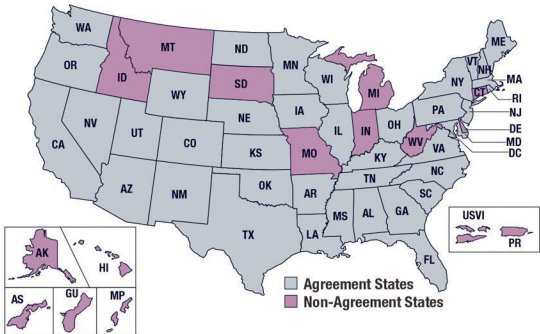 WA
MT
ND
MN
ME
VT
NH
OR
ID
SD
WI
NY
MA
MI
CT
RI
WY
IA
PA
NJ
NE
NV
OH
DE
UT
IL
IN
MD
CO
WV
VA
DC
CA
KS
MO
KY
NC
TN
OK
AZ
NM
AR
SC
MS
AL
GA
TX
LA
FL
AK
HI
AS
GU
MP
USVI
PR
Agreement States
Non-Agreement States